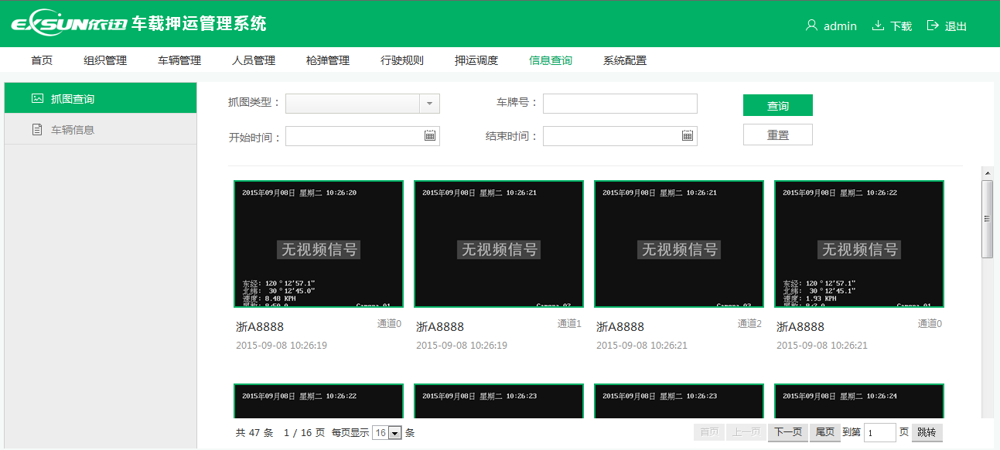 EXSUN依迅 车载押运管理系统 admin 下载 退出
首页 组织管理 车辆管理 人员管理 枪弹管理 行驶规则 押运调度 信息查询 系统配置
抓图查询
车辆信息
抓图类型： 车牌号： 查询
开始时间： 结束时间： 重置
2015年09月08日 星期二 10:26:20
无视频信号
东经: 120°12'57.1"
北纬: 30°12'45.0"
速度: 8.48 KPH
浙A8888 通道0
2015-09-08 10:26:19
2015年09月08日 星期二 10:26:21
无视频信号
浙A8888 通道1
2015-09-08 10:26:19
2015年09月08日 星期二 10:26:21
无视频信号
浙A8888 通道2
2015-09-08 10:26:21
2015年09月08日 星期二 10:26:22
无视频信号
东经: 120°12'57.1"
北纬: 30°12'45.1"
速度: 1.93 KPH
浙A8888 通道0
2015-09-08 10:26:21
2015年09月08日 星期二 10:26:22
2015年09月08日 星期二 10:26:23
2015年09月08日 星期二 10:26:23
2015年09月08日 星期二 10:26:24
共 47 条 1 / 16 页 每页显示 16 条 首页 上一页 下一页 尾页 到第 1 页 跳转